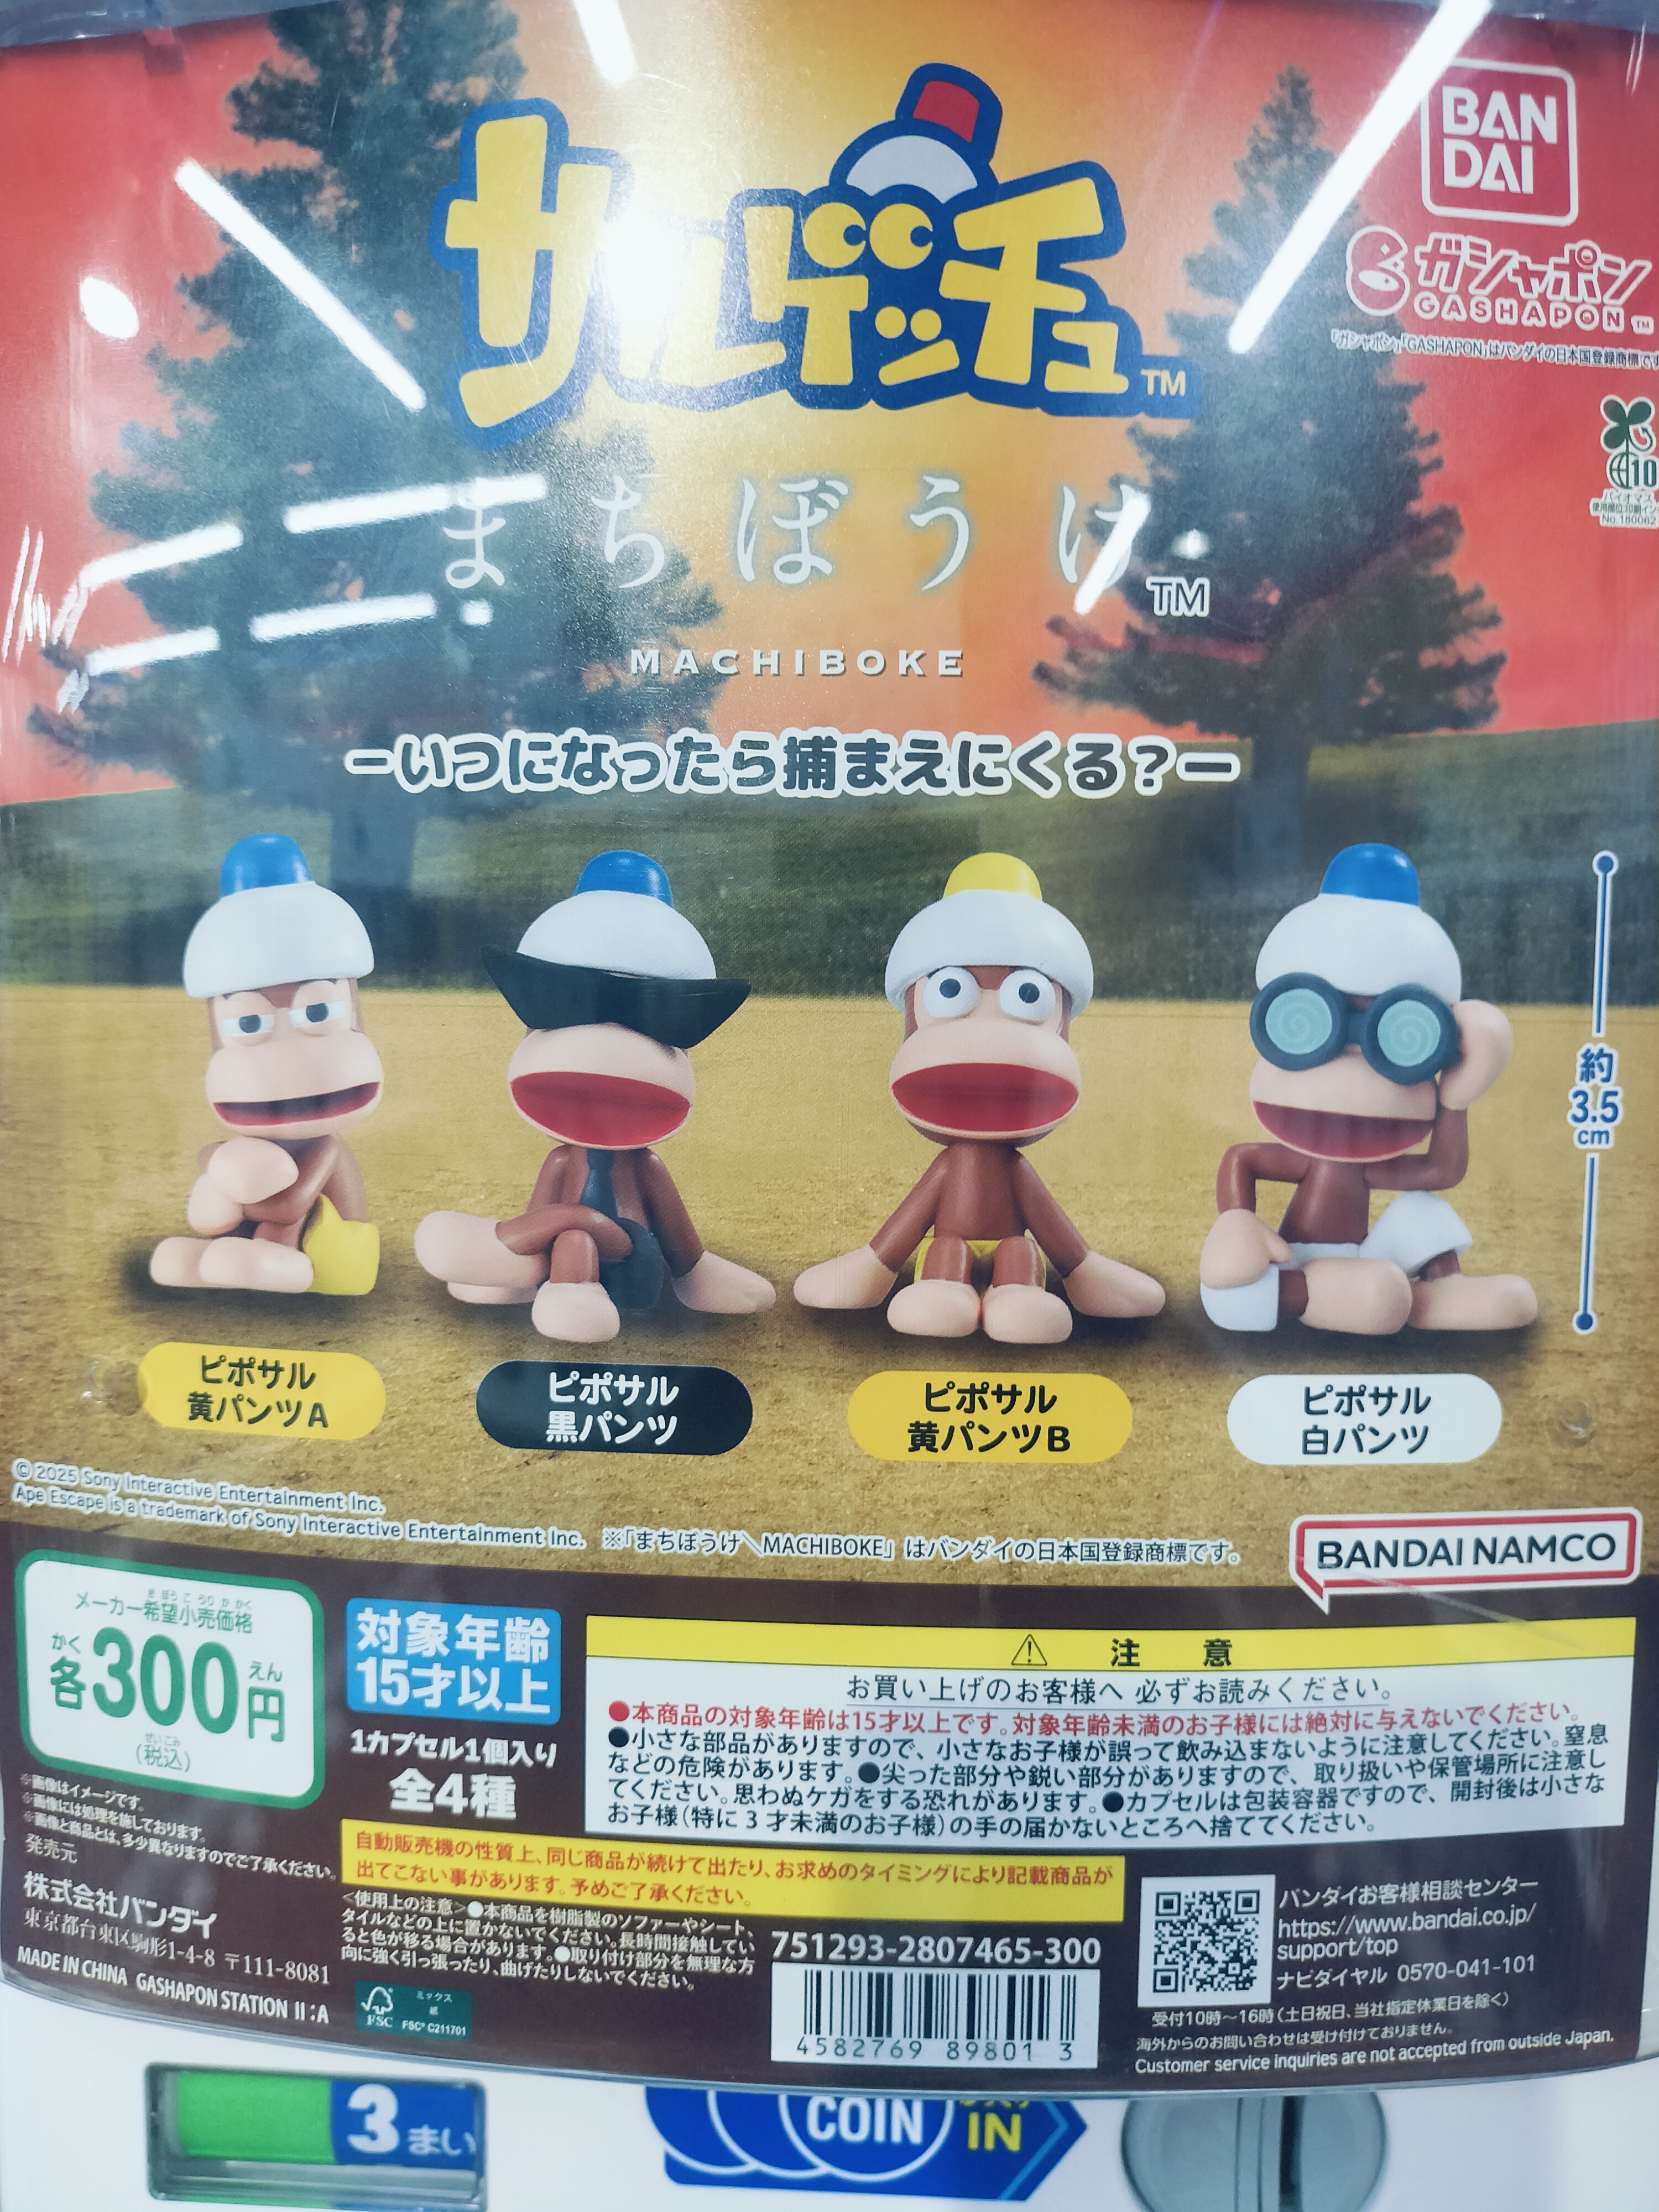 サルゲッチュ™
BAN
DAI
ガシャポン
GASHAPON™
「ガシャポン」「GASHAPON」はバンダイの日本国登録商標です
10
バイオマス
No.180062
まちぼうけ™
MACHIBOKE
-いつになったら捕まえにくる?-
約
3.5
cm
ピポサル
黄パンツA
ピポサル
黒パンツ
ピポサル
黄パンツB
ピポサル
白パンツ
© 2025 Sony Interactive Entertainment Inc.
Ape Escape is a trademark of Sony Interactive Entertainment Inc. ※「まちぼうけ\MACHIBOKE」はバンダイの日本国登録商標です。
BANDAI NAMCO
メーカー希望小売価格
きぼうこうりかかく
各300円
かく えん
(税込)
ぜいこみ
対象年齢
15才以上
1カプセル1個入り
全4種
⚠ 注意
お買い上げのお客様へ 必ずお読みください。
●本商品の対象年齢は15才以上です。対象年齢未満のお子様には絶対に与えないでください。
●小さな部品がありますので、小さなお子様が誤って飲み込まないように注意してください。窒息
などの危険があります。●尖った部分や鋭い部分がありますので、取り扱いや保管場所に注意し
てください。思わぬケガをする恐れがあります。●カプセルは包装容器ですので、開封後は小さな
お子様(特に3才未満のお子様)の手の届かないところへ捨ててください。
※画像はイメージです。
※画像には処理を施しております。
※画像と商品とは、多少異なりますのでご了承ください。
発売元
株式会社バンダイ
東京都台東区駒形1-4-8 〒111-8081
MADE IN CHINA GASHAPON STATION II:A
自動販売機の性質上、同じ商品が続けて出たり、お求めのタイミングにより記載商品が
出てこない事があります。予めご了承ください。
<使用上の注意>●本商品を樹脂製のソファーやシート、
タイルなどの上に置かないでください。長時間接触してい
ると色が移る場合があります。●取り付け部分を無理な方
向に強く引っ張ったり、曲げたりしないでください。
FSC
ミックス
紙
FSC® C211701
751293-2807465-300
4582769 89801 3
バンダイお客様相談センター
https://www.bandai.co.jp/
support/top
ナビダイヤル 0570-041-101
受付10時〜16時(土日祝日、当社指定休業日を除く)
海外からのお問い合わせは受け付けておりません。
Customer service inquiries are not accepted from outside Japan.
3まい
COIN
IN